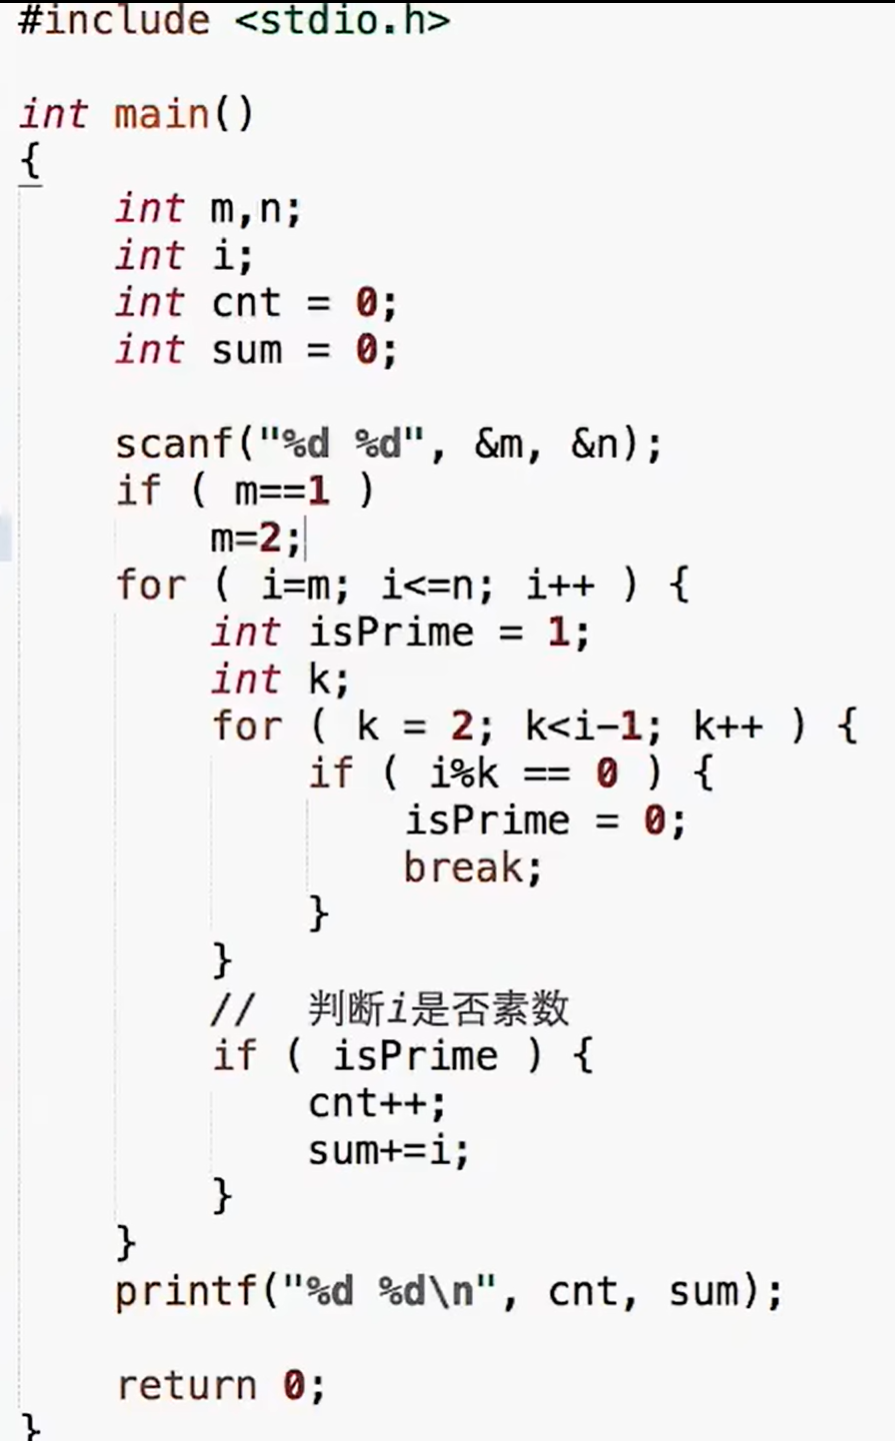 #include <stdio.h>
int main()
{
int m,n;
int i;
int cnt = 0;
int sum = 0;
scanf("%d %d", &m, &n);
if ( m==1 )
m=2;
for ( i=m; i<=n; i++ ) {
int isPrime = 1;
int k;
for ( k = 2; k<i-1; k++ ) {
if ( i%k == 0 ) {
isPrime = 0;
break;
}
}
// 判断i是否素数
if ( isPrime ) {
cnt++;
sum+=i;
}
}
printf("%d %d\n", cnt, sum);
return 0;
}